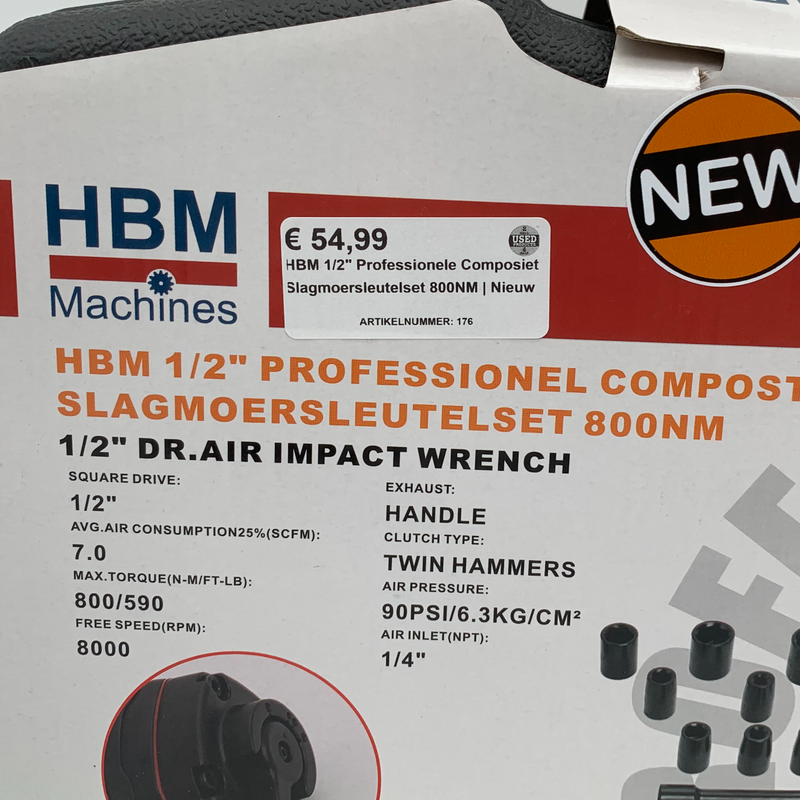 HBM
Machines
€ 54,99
USED
HBM 1/2" Professionele Composiet
Slagmoersleutelset 800NM | Nieuw
ARTIKELNUMMER: 176
NEW
HBM 1/2" PROFESSIONEL COMPOST
SLAGMOERSLEUTELSET 800NM
1/2" DR.AIR IMPACT WRENCH
SQUARE DRIVE:
1/2"
AVG.AIR CONSUMPTION25%(SCFM):
7.0
MAX.TORQUE(N-M/FT-LB):
800/590
FREE SPEED(RPM):
8000
EXHAUST:
HANDLE
CLUTCH TYPE:
TWIN HAMMERS
AIR PRESSURE:
90PSI/6.3KG/CM²
AIR INLET(NPT):
1/4"